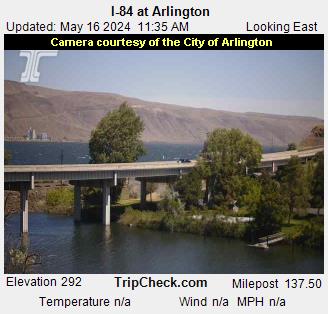 I-84 at Arlington
Updated: May 16 2024 11:35 AM Looking East
Camera courtesy of the City of Arlington
Elevation 292 TripCheck.com Milepost 137.50
Temperature n/a Wind n/a MPH n/a